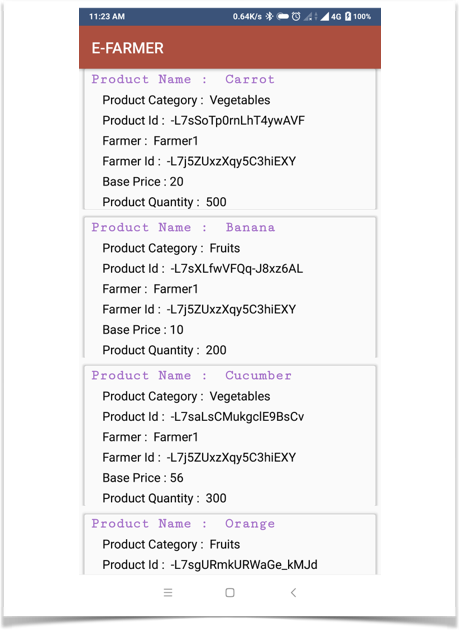 11:23 AM 0.64K/s 4G 100%
E-FARMER
Product Name : Carrot
Product Category : Vegetables
Product Id : -L7sSoTp0rnLhT4ywAVF
Farmer : Farmer1
Farmer Id : -L7j5ZUxzXqy5C3hiEXY
Base Price : 20
Product Quantity : 500
Product Name : Banana
Product Category : Fruits
Product Id : -L7sXLfwVFQq-J8xz6AL
Farmer : Farmer1
Farmer Id : -L7j5ZUxzXqy5C3hiEXY
Base Price : 10
Product Quantity : 200
Product Name : Cucumber
Product Category : Vegetables
Product Id : -L7saLsCMukgclE9BsCv
Farmer : Farmer1
Farmer Id : -L7j5ZUxzXqy5C3hiEXY
Base Price : 56
Product Quantity : 300
Product Name : Orange
Product Category : Fruits
Product Id : -L7sgURmkURWaGe_kMJd